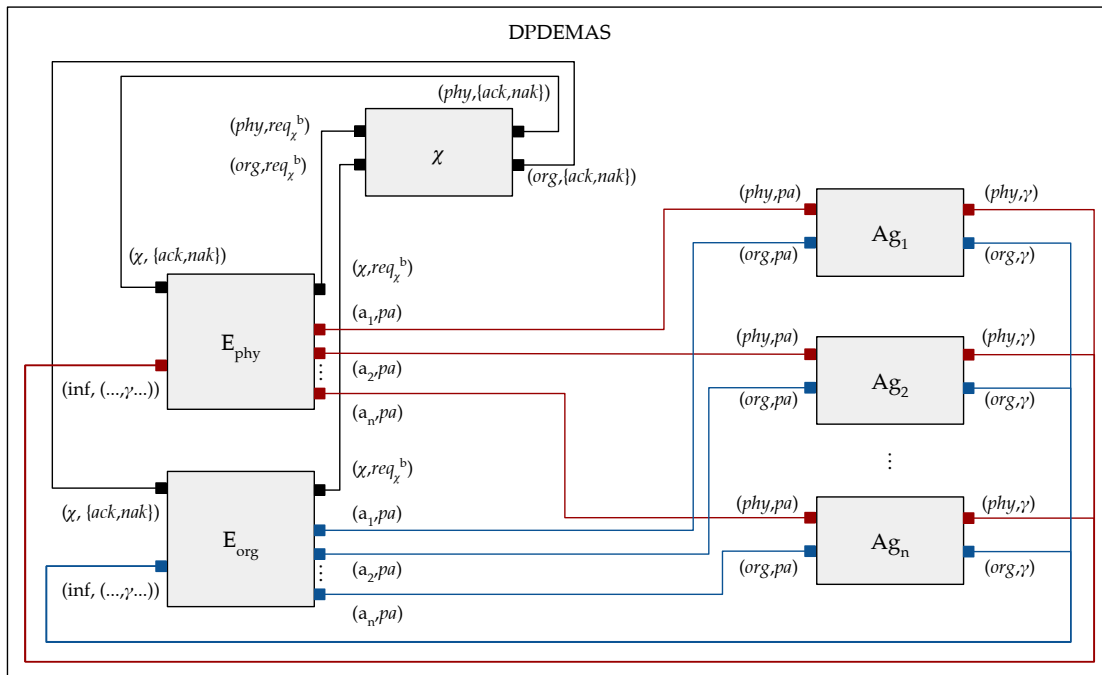 DPDEMAS
(phy,{ack,nak})
(phy,req_χ^b)
χ
(org,req_χ^b)
(org,{ack,nak})
(phy,pa)
(phy,γ)
Ag_1
(org,pa)
(org,γ)
(χ, {ack,nak})
(χ,req_χ^b)
(a_1,pa)
E_phy
(phy,pa)
(phy,γ)
(a_2,pa)
⋮
Ag_2
(inf, (...,γ...))
(org,pa)
(org,γ)
(a_n,pa)
⋮
(χ,req_χ^b)
(phy,pa)
(phy,γ)
(χ, {ack,nak})
(a_1,pa)
E_org
Ag_n
(org,pa)
(org,γ)
(a_2,pa)
⋮
(inf, (...,γ...))
(a_n,pa)